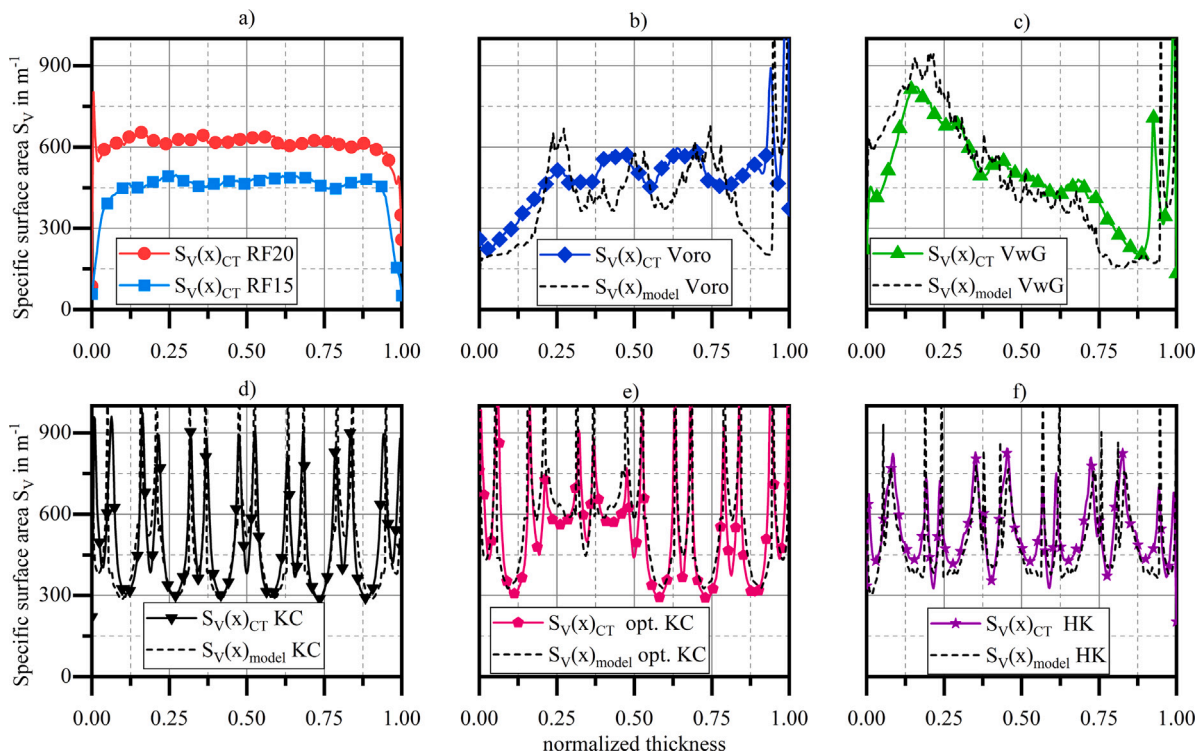 a)
b)
c)
Specific surface area S_V in m⁻¹
900
600
300
0
S_V(x)_CT RF20
S_V(x)_CT RF15
S_V(x)_CT Voro
S_V(x)_model Voro
S_V(x)_CT VwG
S_V(x)_model VwG
0.00 0.25 0.50 0.75 1.00
0.00 0.25 0.50 0.75 1.00
0.00 0.25 0.50 0.75 1.00
d)
e)
f)
Specific surface area S_V in m⁻¹
900
600
300
0
S_V(x)_CT KC
S_V(x)_model KC
S_V(x)_CT opt. KC
S_V(x)_model opt. KC
S_V(x)_CT HK
S_V(x)_model HK
0.00 0.25 0.50 0.75 1.00
0.00 0.25 0.50 0.75 1.00
0.00 0.25 0.50 0.75 1.00
normalized thickness